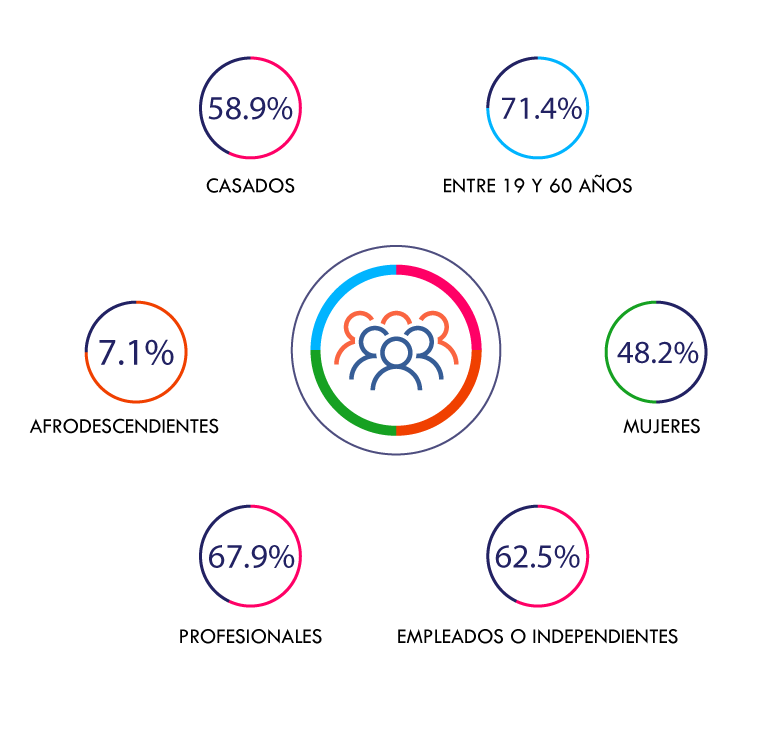 58.9%
CASADOS
71.4%
ENTRE 19 Y 60 AÑOS
7.1%
AFRODESCENDIENTES
48.2%
MUJERES
67.9%
PROFESIONALES
62.5%
EMPLEADOS O INDEPENDIENTES